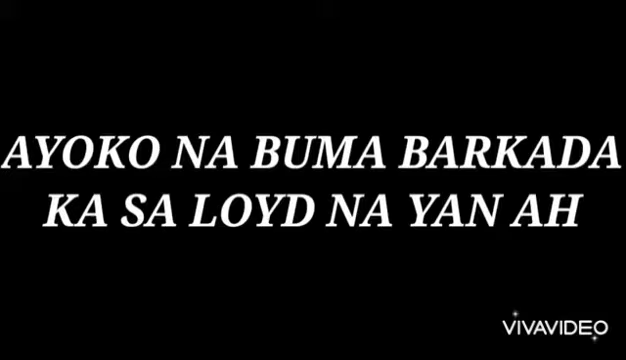 AYOKO NA BUMA BARKADA
KA SA LOYD NA YAN AH
VIVAVIDEO